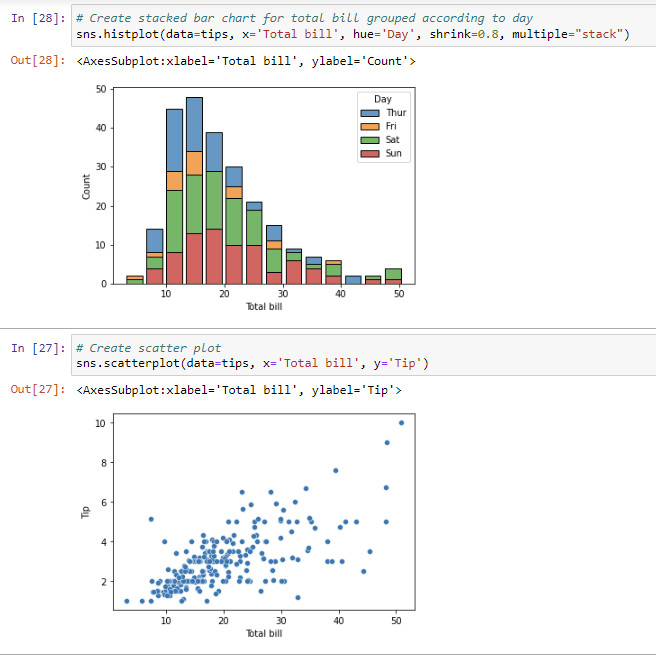 In [28]: # Create stacked bar chart for total bill grouped according to day
sns.histplot(data=tips, x='Total bill', hue='Day', shrink=0.8, multiple="stack")
Out[28]: <AxesSubplot:xlabel='Total bill', ylabel='Count'>
Day
Thur
Fri
Sat
Sun
50
40
30
20
10
0
Count
10 20 30 40 50
Total bill
In [27]: # Create scatter plot
sns.scatterplot(data=tips, x='Total bill', y='Tip')
Out[27]: <AxesSubplot:xlabel='Total bill', ylabel='Tip'>
10
8
6
4
2
Tip
10 20 30 40 50
Total bill